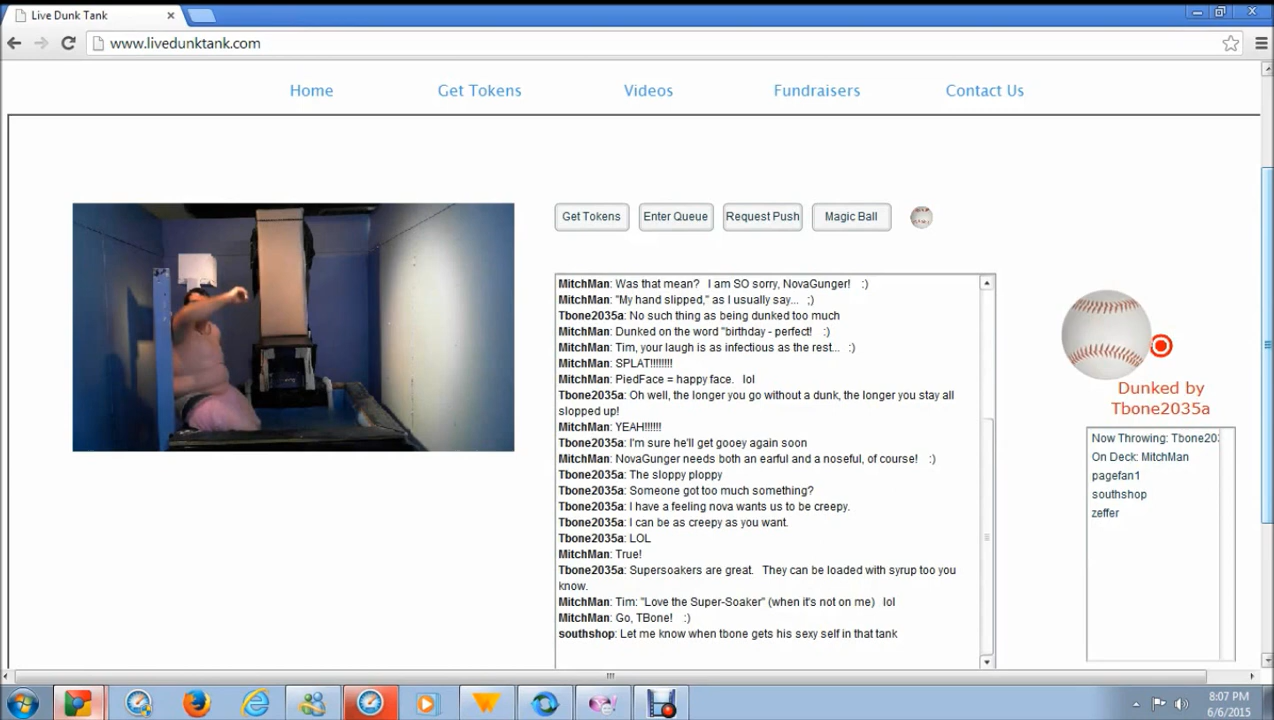 Live Dunk Tank
www.livedunktank.com
Home Get Tokens Videos Fundraisers Contact Us
Get Tokens Enter Queue Request Push Magic Ball
MitchMan: Was that mean? I am SO sorry, NovaGunger! :)
MitchMan: "My hand slipped," as I usually say... ;)
Tbone2035a: No such thing as being dunked too much
MitchMan: Dunked on the word "birthday - perfect! :)
MitchMan: Tim, your laugh is as infectious as the rest... :)
MitchMan: SPLAT!!!!!!!!
MitchMan: PiedFace = happy face. lol
Tbone2035a: Oh well, the longer you go without a dunk, the longer you stay all
slopped up!
MitchMan: YEAH!!!!!!!
Tbone2035a: I'm sure he'll get gooey again soon
MitchMan: NovaGunger needs both an earful and a noseful, of course! :)
Tbone2035a: The sloppy ploppy
Tbone2035a: Someone got too much something?
Tbone2035a: I have a feeling nova wants us to be creepy.
Tbone2035a: I can be as creepy as you want.
Tbone2035a: LOL
MitchMan: True!
Tbone2035a: Supersoakers are great. They can be loaded with syrup too you
know.
MitchMan: Tim: "Love the Super-Soaker" (when it's not on me) lol
MitchMan: Go, TBone! :)
southshop: Let me know when tbone gets his sexy self in that tank
Dunked by
Tbone2035a
Now Throwing: Tbone203
On Deck: MitchMan
pagefan1
southshop
zeffer
8:07 PM
6/6/2015